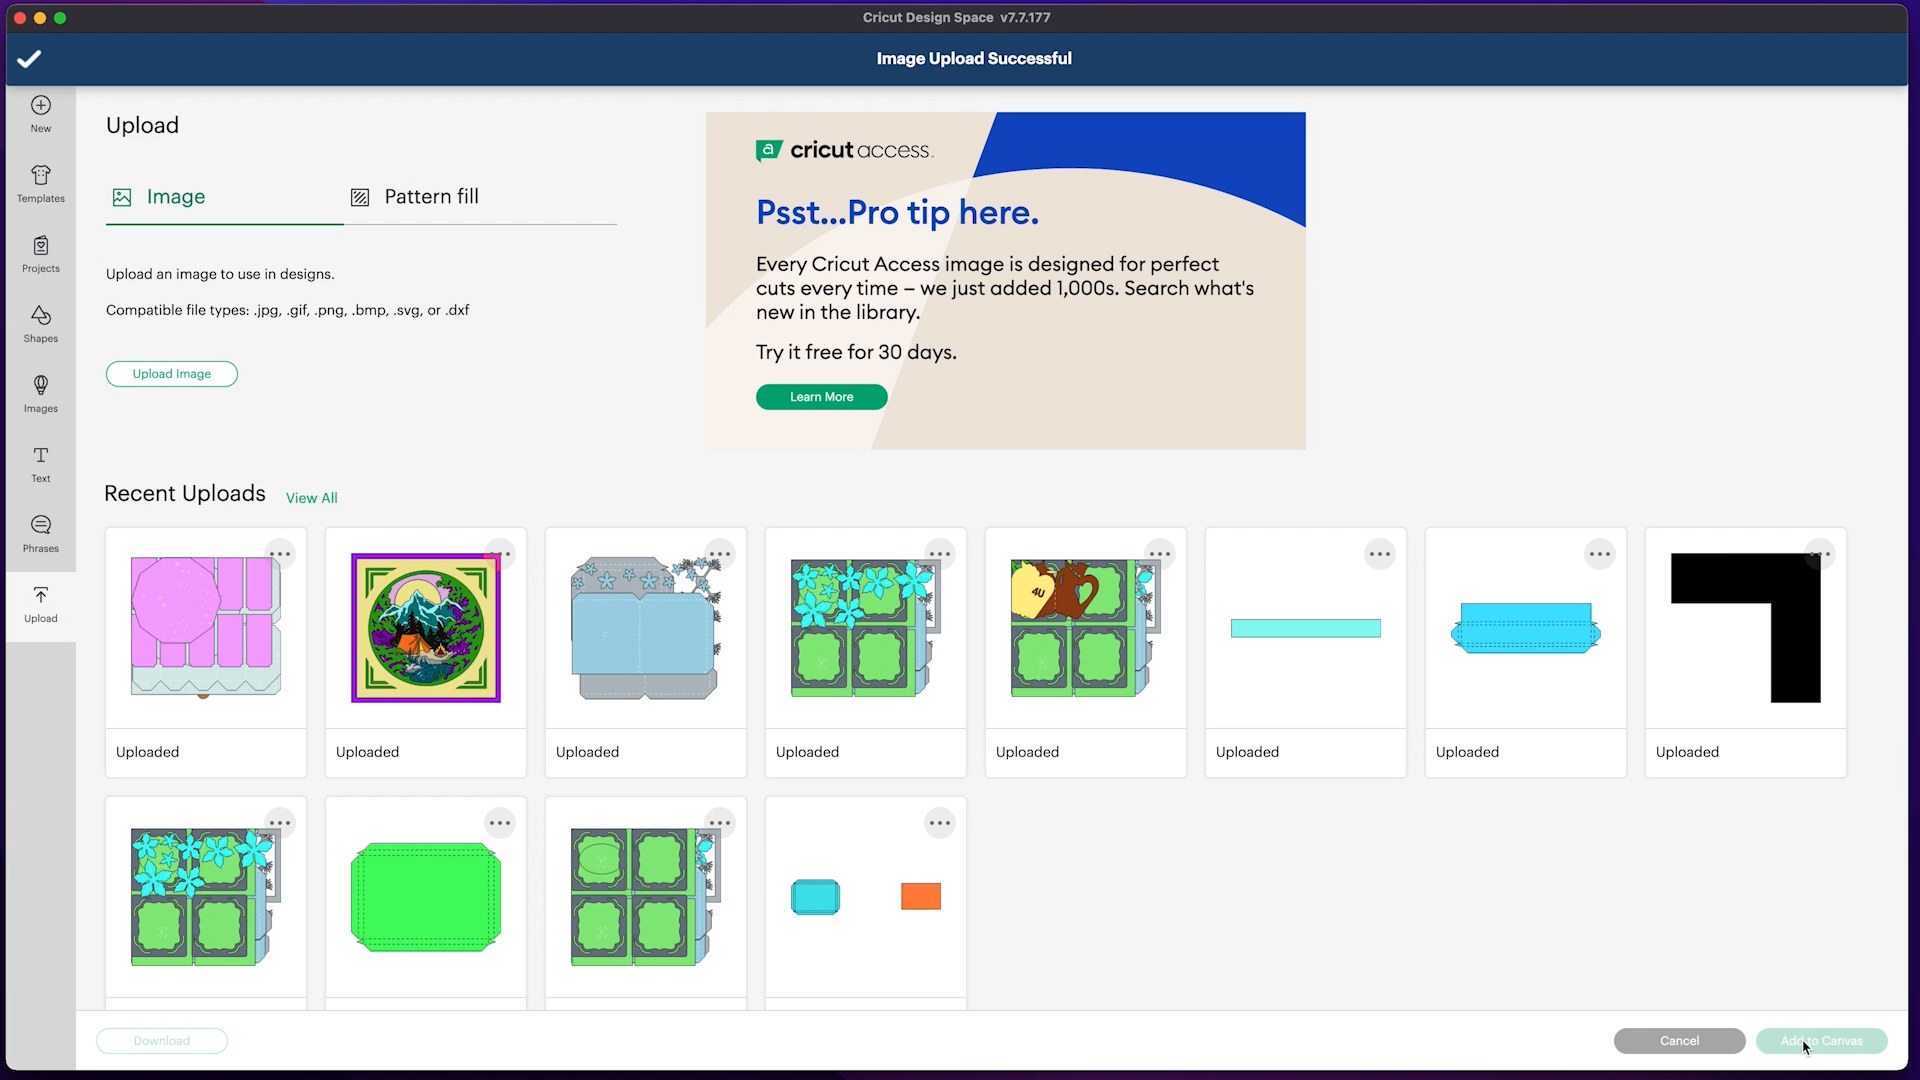 Cricut Design Space v7.7.177
Image Upload Successful
New
Templates
Projects
Shapes
Images
Text
Phrases
Upload
Upload
Image
Pattern fill
Upload an image to use in designs.
Compatible file types: .jpg, .gif, .png, .bmp, .svg, or .dxf
Upload Image
a cricut access™
Psst...Pro tip here.
Every Cricut Access image is designed for perfect
cuts every time – we just added 1,000s. Search what's
new in the library.
Try it free for 30 days.
Learn More
Recent Uploads
View All
4U
Uploaded
Uploaded
Uploaded
Uploaded
Uploaded
Uploaded
Uploaded
Uploaded
Download
Cancel
Add to Canvas